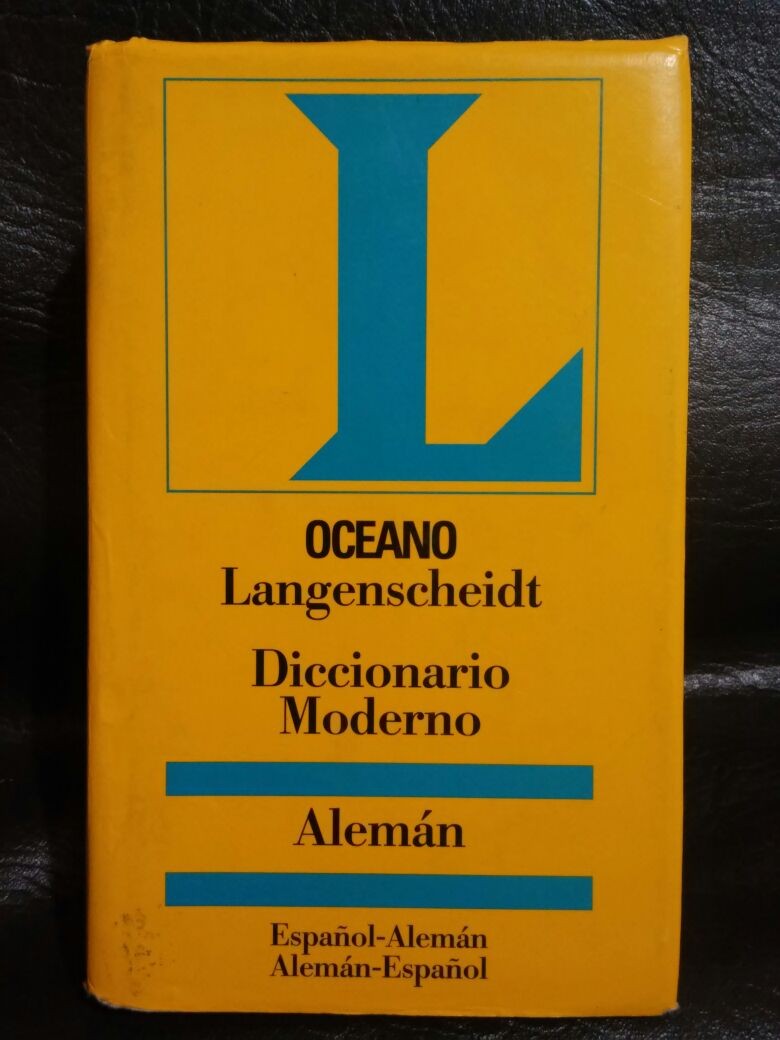 L
OCEANO
Langenscheidt
Diccionario
Moderno
Alemán
Español-Alemán
Alemán-Español